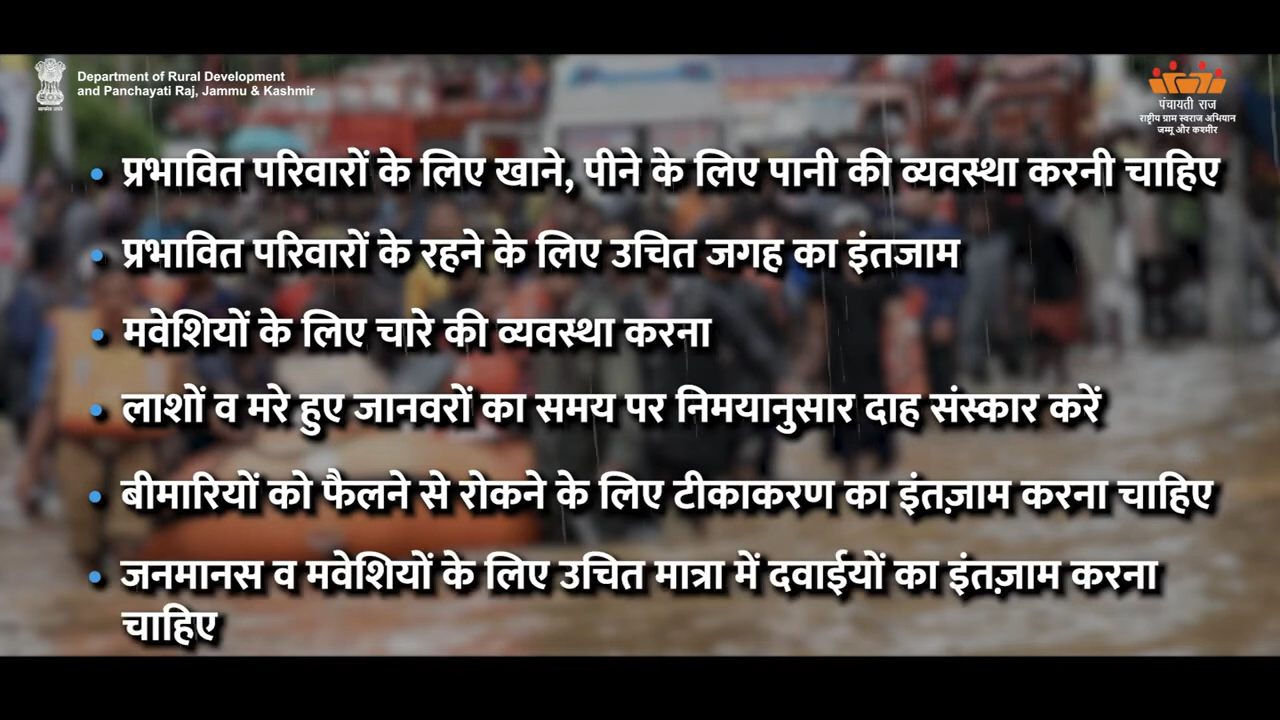 Department of Rural Development
and Panchayati Raj, Jammu & Kashmir
पंचायती राज
राष्ट्रीय ग्राम स्वराज अभियान
जम्मू और कश्मीर
प्रभावित परिवारों के लिए खाने, पीने के लिए पानी की व्यवस्था करनी चाहिए
प्रभावित परिवारों के रहने के लिए उचित जगह का इंतजाम
मवेशियों के लिए चारे की व्यवस्था करना
लाशों व मरे हुए जानवरों का समय पर निमयानुसार दाह संस्कार करें
बीमारियों को फैलने से रोकने के लिए टीकाकरण का इंतज़ाम करना चाहिए
जनमानस व मवेशियों के लिए उचित मात्रा में दवाईयों का इंतज़ाम करना
चाहिए